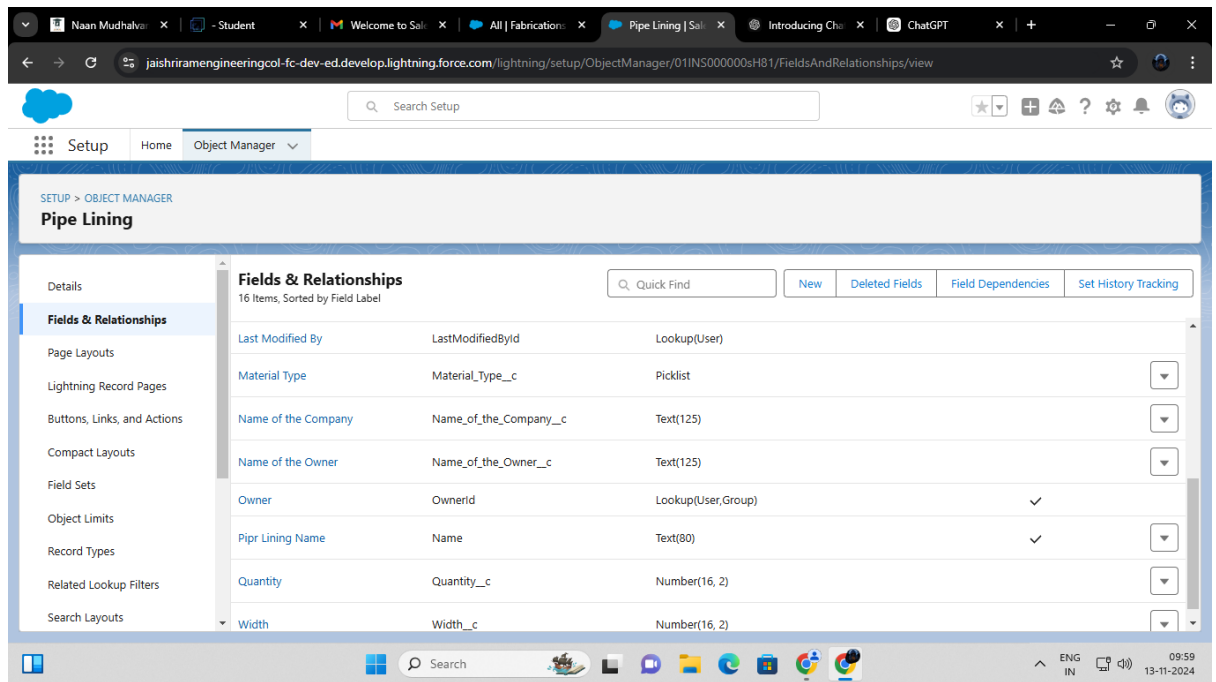 Naan Mudhalva
- Student
Welcome to Sale
All | Fabrications
Pipe Lining | Sale
Introducing Cha
ChatGPT
jaishriramengineeringcol-fc-dev-ed.develop.lightning.force.com/lightning/setup/ObjectManager/01INS000000sH81/FieldsAndRelationships/view
Search Setup
Setup
Home
Object Manager
SETUP > OBJECT MANAGER
Pipe Lining
Details
Fields & Relationships
Page Layouts
Lightning Record Pages
Buttons, Links, and Actions
Compact Layouts
Field Sets
Object Limits
Record Types
Related Lookup Filters
Search Layouts
Fields & Relationships
16 Items, Sorted by Field Label
Quick Find
New
Deleted Fields
Field Dependencies
Set History Tracking
Last Modified By LastModifiedById Lookup(User)
Material Type Material_Type__c Picklist
Name of the Company Name_of_the_Company__c Text(125)
Name of the Owner Name_of_the_Owner__c Text(125)
Owner OwnerId Lookup(User,Group)
Pipr Lining Name Name Text(80)
Quantity Quantity__c Number(16, 2)
Width Width__c Number(16, 2)
Search
ENG
IN
09:59
13-11-2024